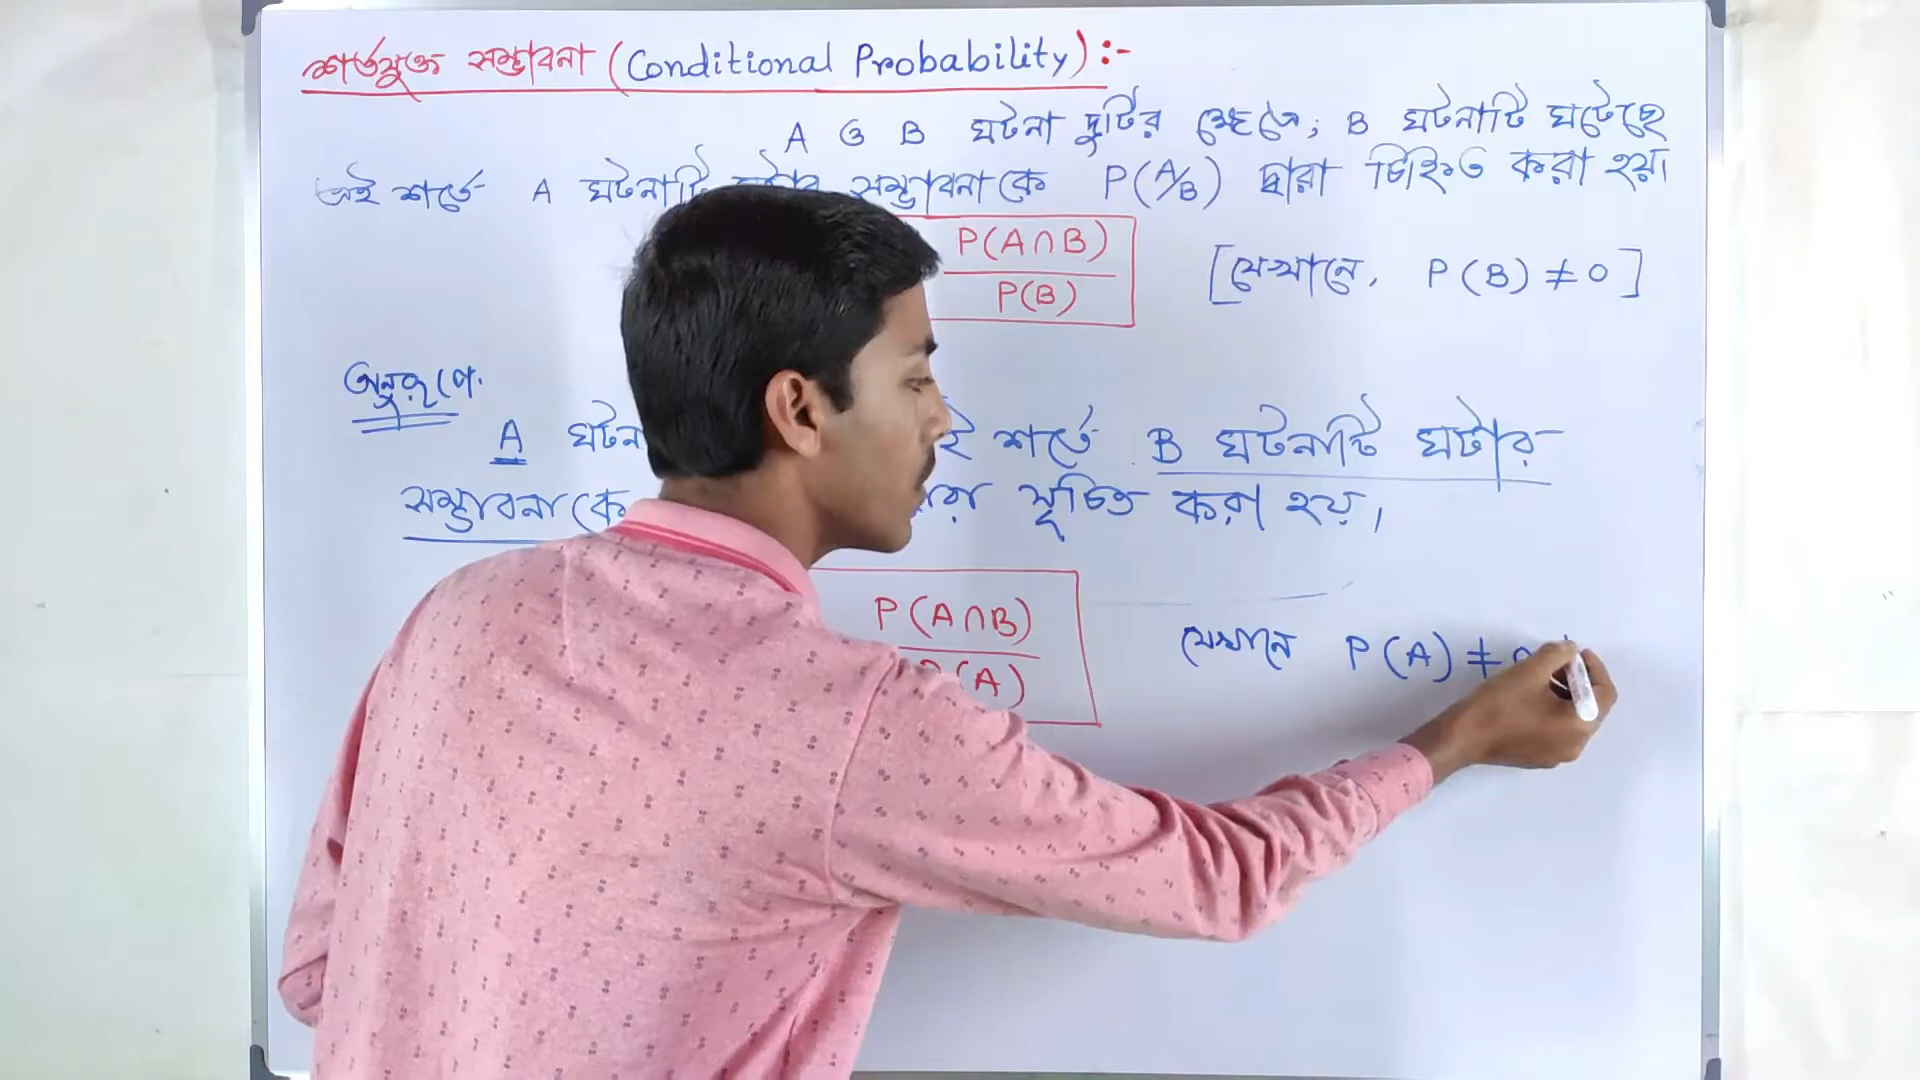 শর্তযুক্ত সম্ভাবনা (Conditional Probability) :-
A ও B ঘটনা দুটির ক্ষেত্রে, B ঘটনাটি ঘটেছে
এই শর্তে A ঘটনাটি ঘটার সম্ভাবনাকে P(A/B) দ্বারা চিহ্নিত করা হয়।
P(A∩B)
P(B)
[যেখানে, P(B) ≠ 0]
অনুরূপে,
A ই শর্তে B ঘটনাটি ঘটার
সম্ভাবনাকে সূচিত করা হয়।
P(A∩B)
(A)
যেখানে P(A) ≠ 0